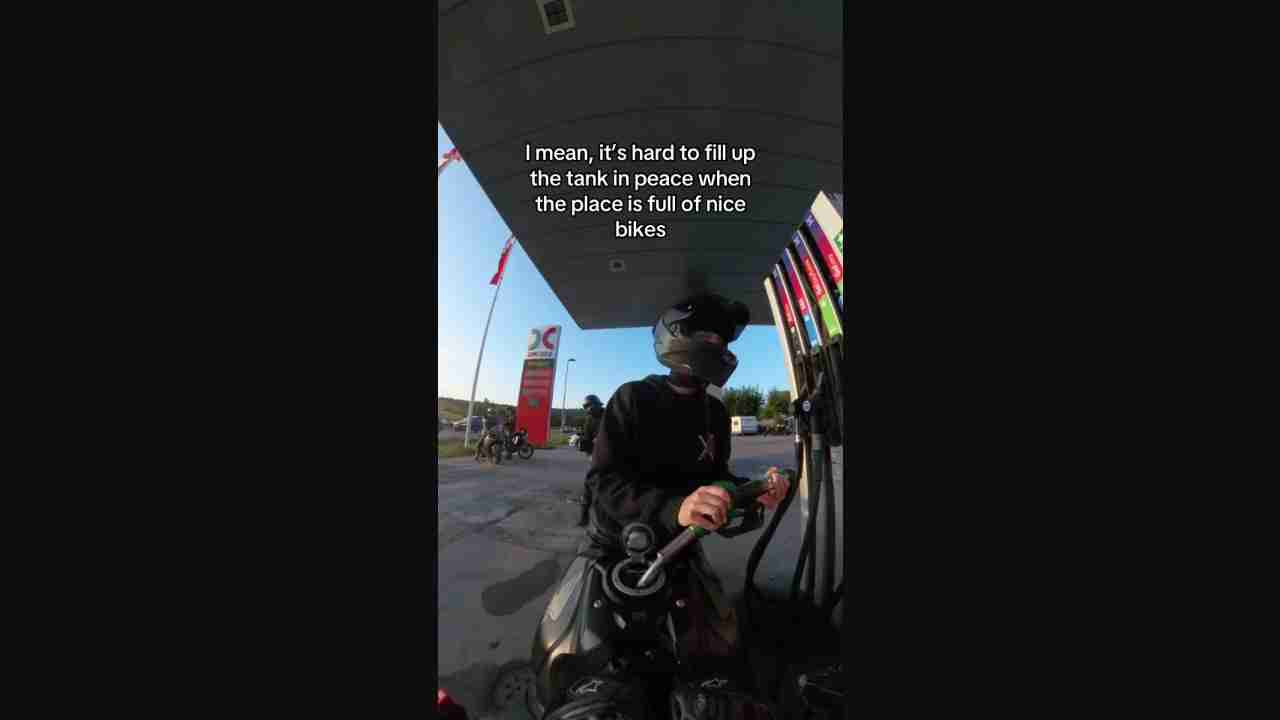 I mean, it's hard to fill up
the tank in peace when
the place is full of nice
bikes